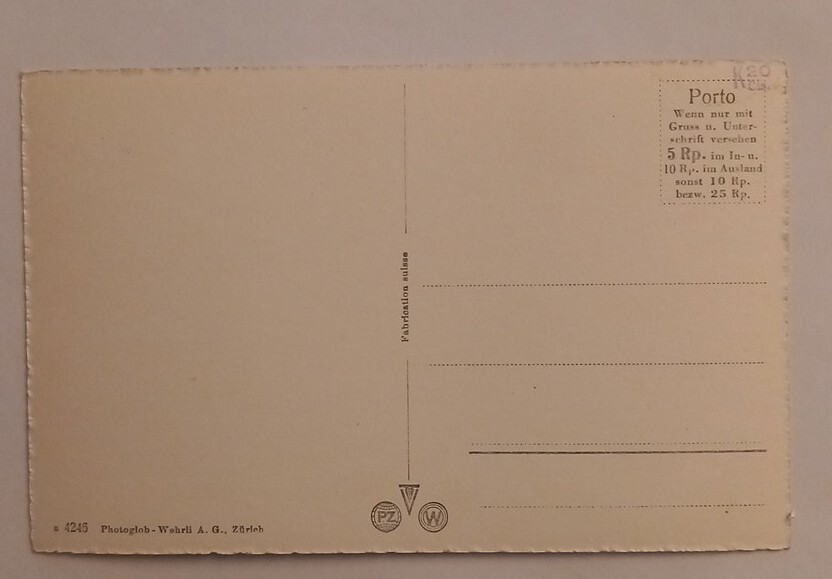 Porto
Wenn nur mit
Gruss u. Unter-
schrift versehen
5 Rp. im In- u.
10 Rp. im Ausland
sonst 10 Rp.
bezw. 25 Rp.
Fabrication suisse
PZ W
4245 Photoglob-Wehrli A. G., Zürich